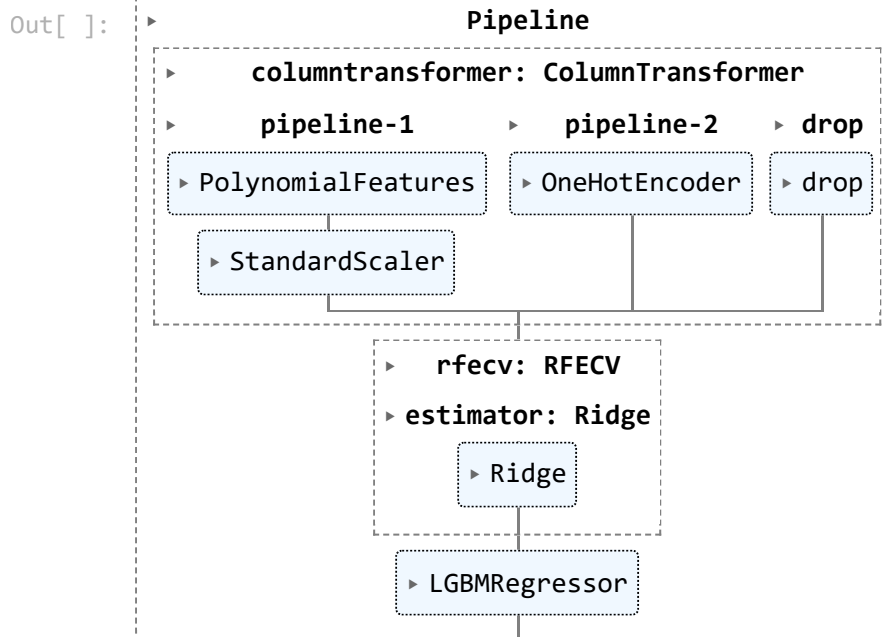 Out[ ]:
Pipeline
columntransformer: ColumnTransformer
pipeline-1 pipeline-2 drop
PolynomialFeatures OneHotEncoder drop
StandardScaler
rfecv: RFECV
estimator: Ridge
Ridge
LGBMRegressor